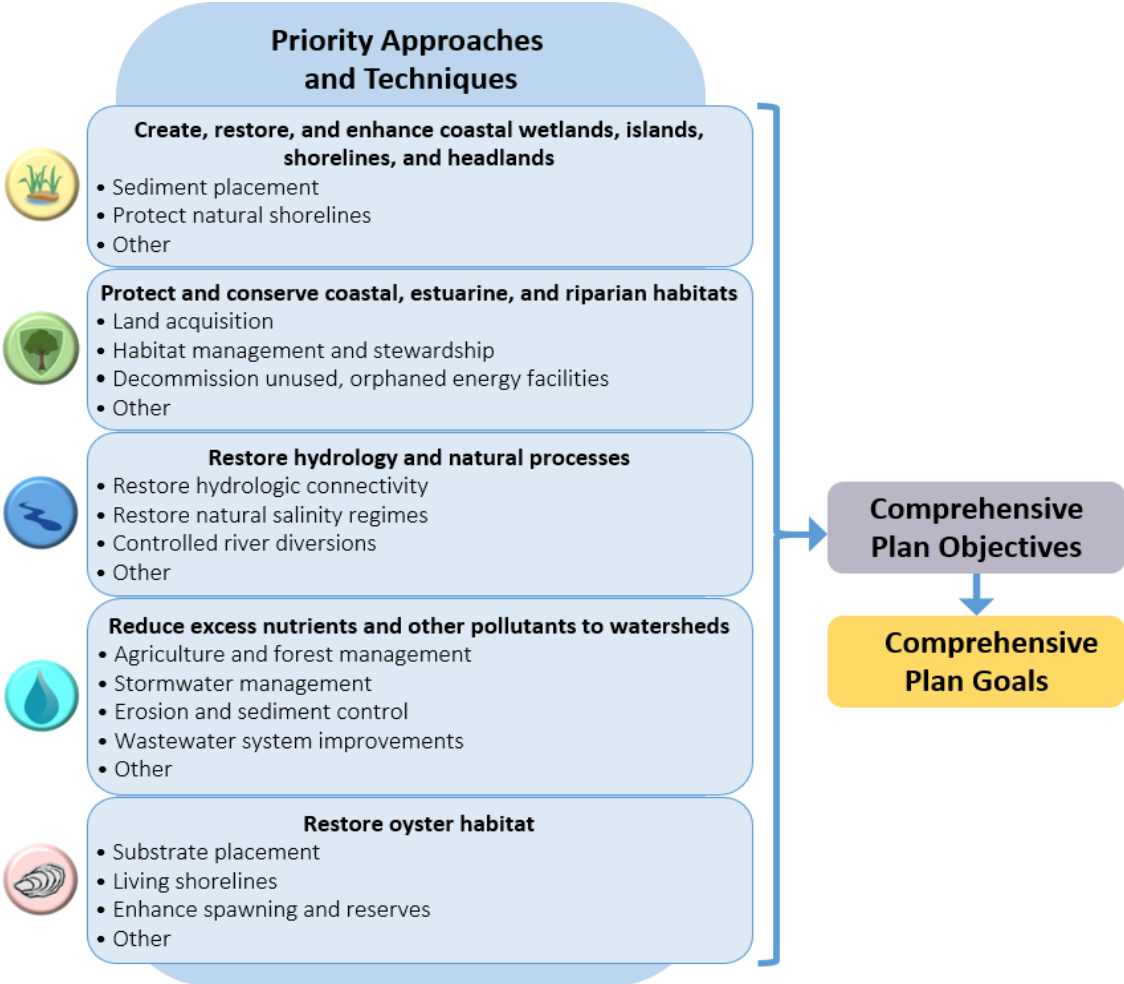 Priority Approaches
and Techniques
Create, restore, and enhance coastal wetlands, islands,
shorelines, and headlands
• Sediment placement
• Protect natural shorelines
• Other
Protect and conserve coastal, estuarine, and riparian habitats
• Land acquisition
• Habitat management and stewardship
• Decommission unused, orphaned energy facilities
• Other
Restore hydrology and natural processes
• Restore hydrologic connectivity
• Restore natural salinity regimes
• Controlled river diversions
• Other
Reduce excess nutrients and other pollutants to watersheds
• Agriculture and forest management
• Stormwater management
• Erosion and sediment control
• Wastewater system improvements
• Other
Restore oyster habitat
• Substrate placement
• Living shorelines
• Enhance spawning and reserves
• Other
Comprehensive
Plan Objectives
Comprehensive
Plan Goals